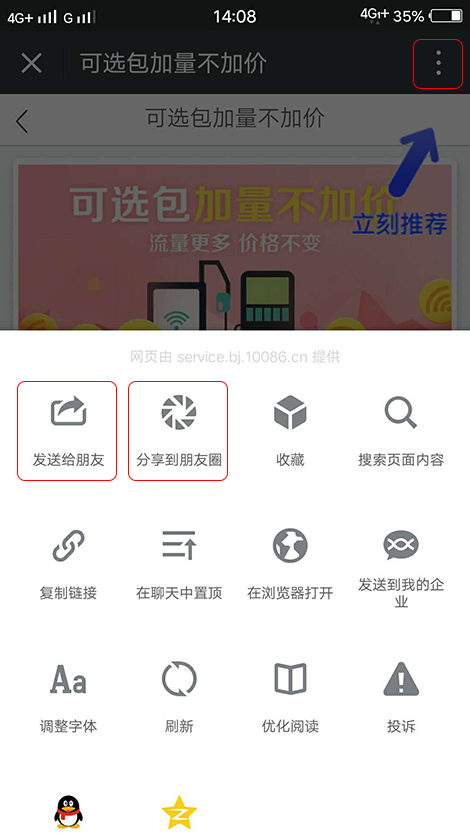 4G+ G 14:08 4G1+ 35%
可选包加量不加价
可选包加量不加价
可选包加量不加价
立刻推荐
流量更多 价格不变
网页由 service.bj.10086.cn 提供
发送给朋友 分享到朋友圈 收藏 搜索页面内容
复制链接 在聊天中置顶 在浏览器打开 发送到我的企业
Aa
调整字体 刷新 优化阅读 投诉